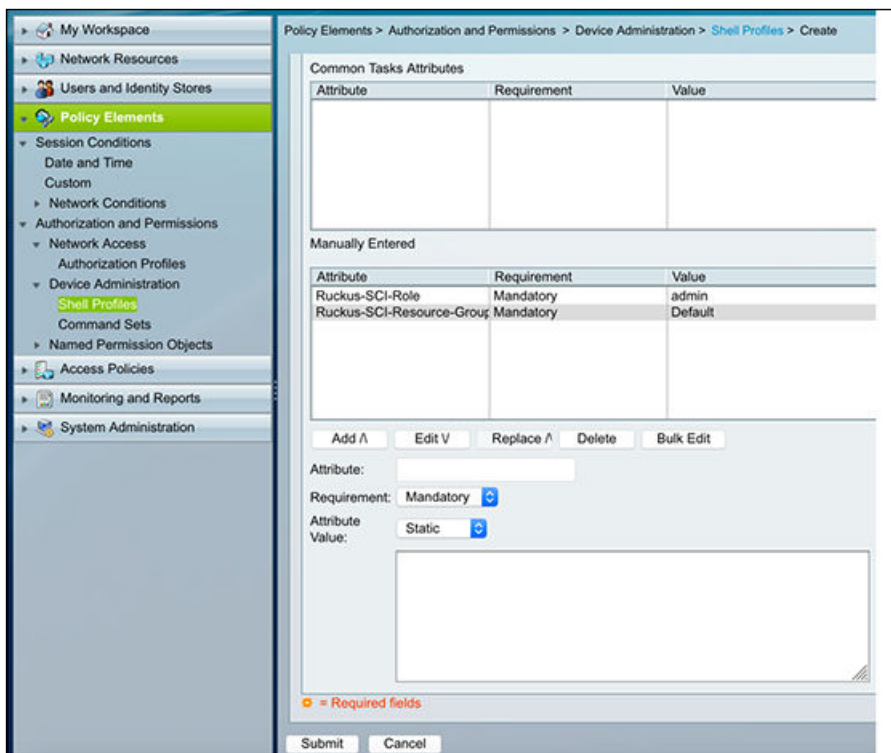 My Workspace
Network Resources
Users and Identity Stores
Policy Elements
Session Conditions
Date and Time
Custom
Network Conditions
Authorization and Permissions
Network Access
Authorization Profiles
Device Administration
Shell Profiles
Command Sets
Named Permission Objects
Access Policies
Monitoring and Reports
System Administration
Policy Elements > Authorization and Permissions > Device Administration > Shell Profiles > Create
Common Tasks Attributes
Attribute Requirement Value
Manually Entered
Attribute Requirement Value
Ruckus-SCI-Role Mandatory admin
Ruckus-SCI-Resource-Group Mandatory Default
Add /\ Edit \/ Replace /\ Delete Bulk Edit
Attribute:
Requirement: Mandatory
Attribute Value: Static
= Required fields
Submit Cancel